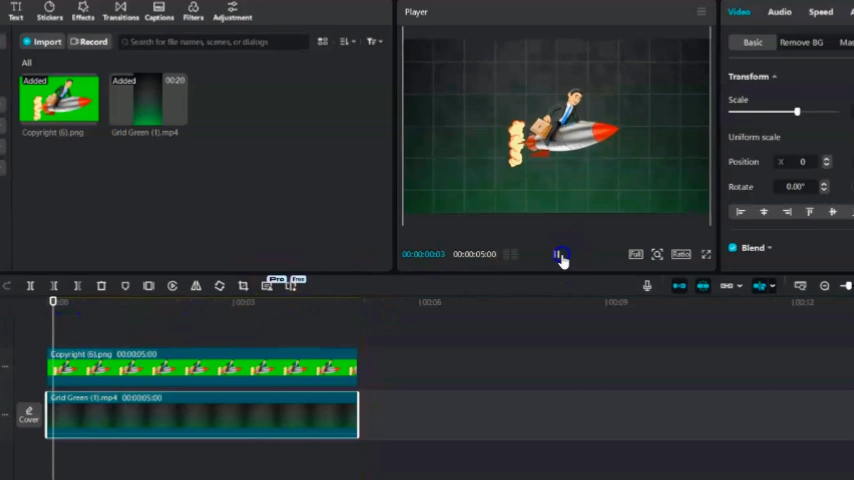 Text Stickers Effects Transitions Captions Filters Adjustment
Import Record Search for file names, scenes, or dialogs
All
Added
Added 00:20
Copyright (6).png Grid Green (1).mp4
Player
00:00:00:03 00:00:05:00 Full Ratio
Video Audio Speed
Basic Remove BG
Transform
Scale
Uniform scale
Position X 0
Rotate 0.00°
Blend
Pro Free
00:03 00:06 00:09 00:12
Copyright (6).png 00:00:05:00
Grid Green (1).mp4 00:00:05:00
Cover